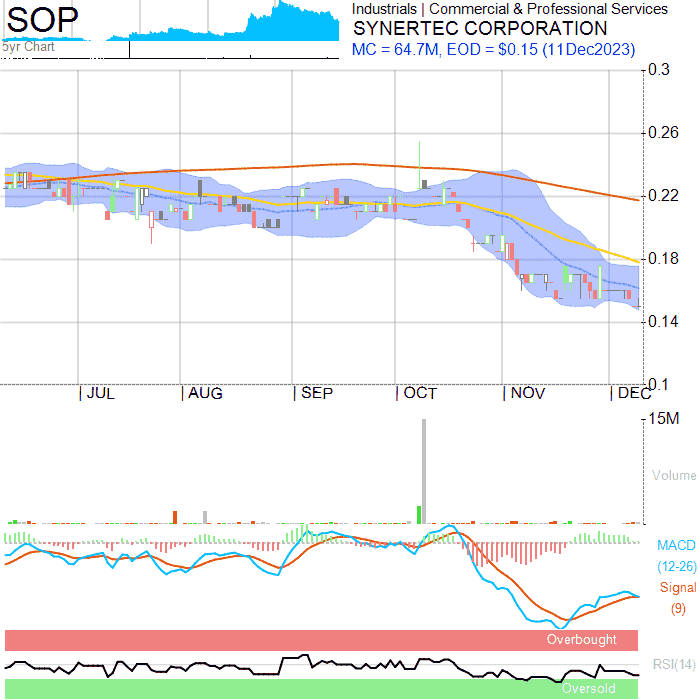 SOP
5yr Chart
Industrials | Commercial & Professional Services
SYNERTEC CORPORATION
MC = 64.7M, EOD = $0.15 (11Dec2023)
0.3
0.26
0.22
0.18
0.14
0.1
JUL AUG SEP OCT NOV DEC
15M
Volume
MACD
(12-26)
Signal
(9)
Overbought
RSI(14)
Oversold